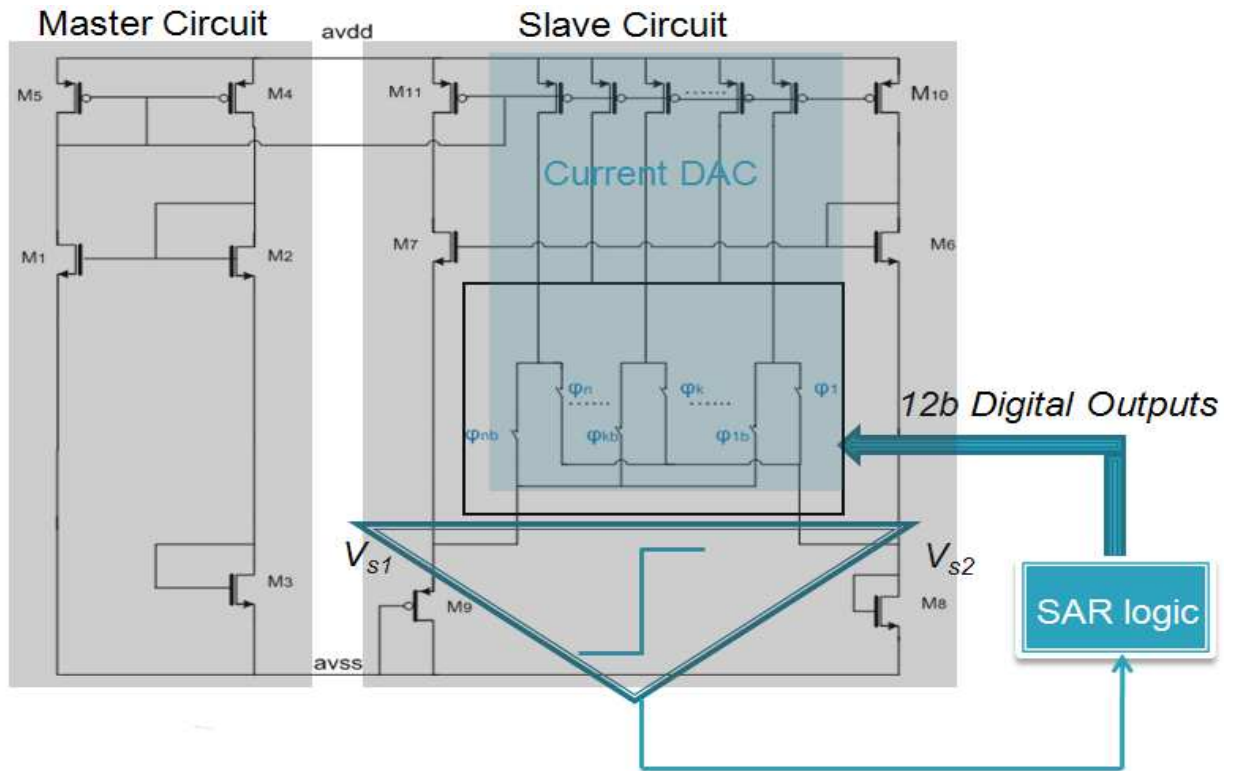 Master Circuit
avdd
Slave Circuit
M5
M4
M11
M10
Current DAC
M1
M2
M7
M6
φn
φk
φ1
φnb
φkb
φ1b
12b Digital Outputs
Vs1
Vs2
M3
M9
M8
SAR logic
avss